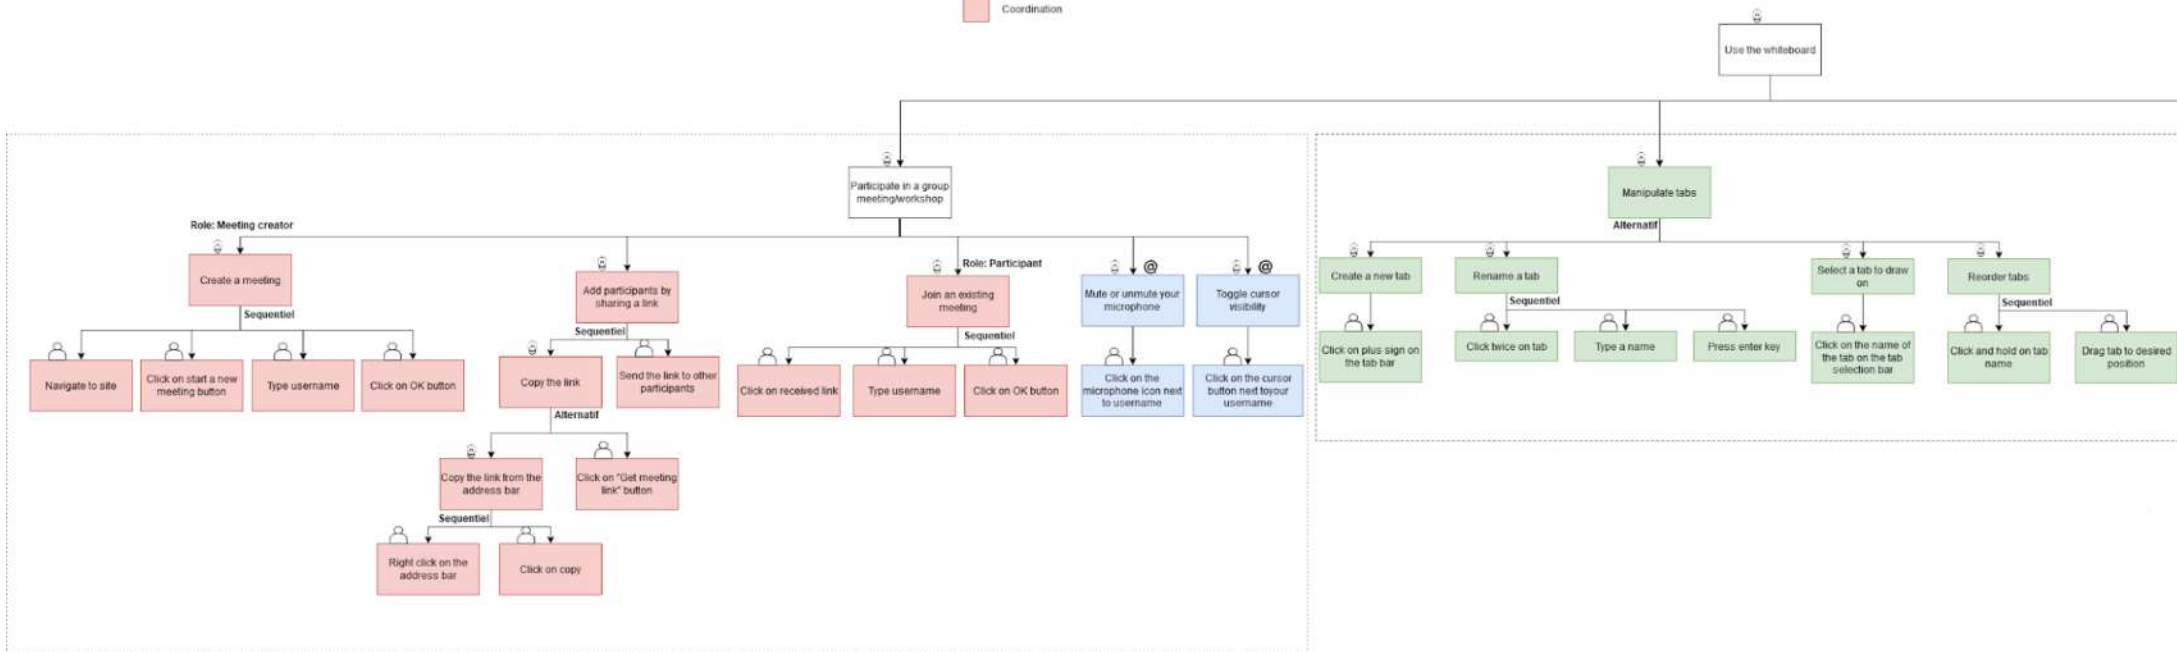 Coordination
Use the whiteboard
Participate in a group
meeting/workshop
Role: Meeting creator
Create a meeting
Sequentiel
Navigate to site
Click on start a new
meeting button
Type username
Click on OK button
Add participants by
sharing a link
Sequentiel
Copy the link
Send the link to other
participants
Alternatif
Copy the link from the
address bar
Click on "Get meeting
link" button
Sequentiel
Right click on the
address bar
Click on copy
Role: Participant
Join an existing
meeting
Sequentiel
Click on received link
Type username
Click on OK button
@
Mute or unmute your
microphone
Click on the
microphone icon next
to username
@
Toggle cursor
visibility
Click on the cursor
button next toyour
username
Manipulate tabs
Alternatif
Create a new tab
Click on plus sign on
the tab bar
Rename a tab
Sequentiel
Click twice on tab
Type a name
Press enter key
Select a tab to draw
on
Click on the name of
the tab on the tab
selection bar
Reorder tabs
Sequentiel
Click and hold on tab
name
Drag tab to desired
position